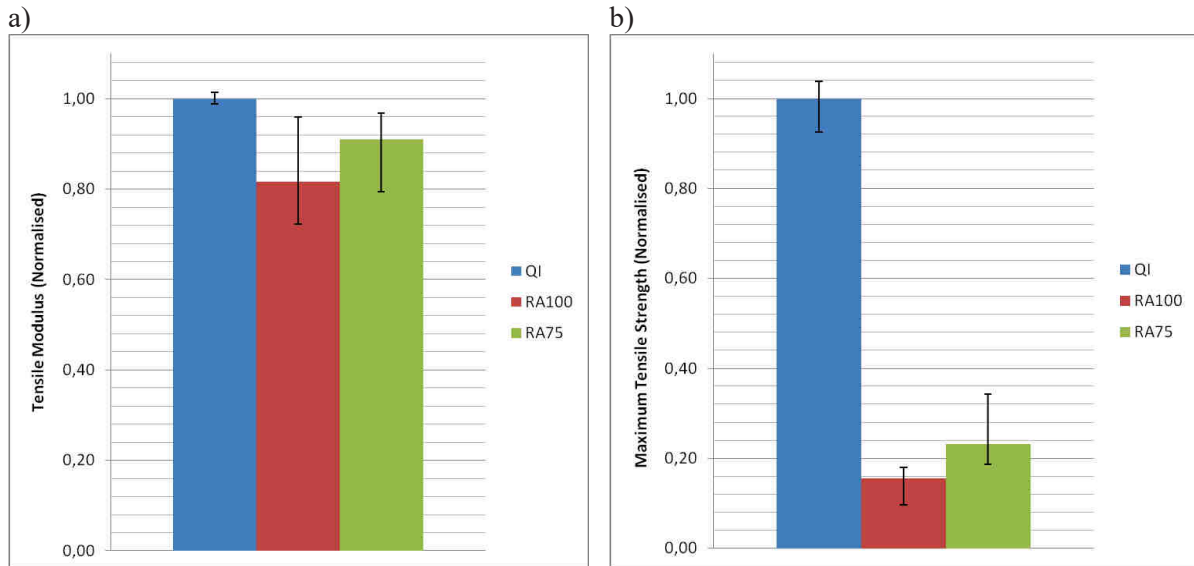 a)
Tensile Modulus (Normalised)
1,00
0,80
0,60
0,40
0,20
0,00
QI
RA100
RA75
b)
Maximum Tensile Strength (Normalised)
1,00
0,80
0,60
0,40
0,20
0,00
QI
RA100
RA75